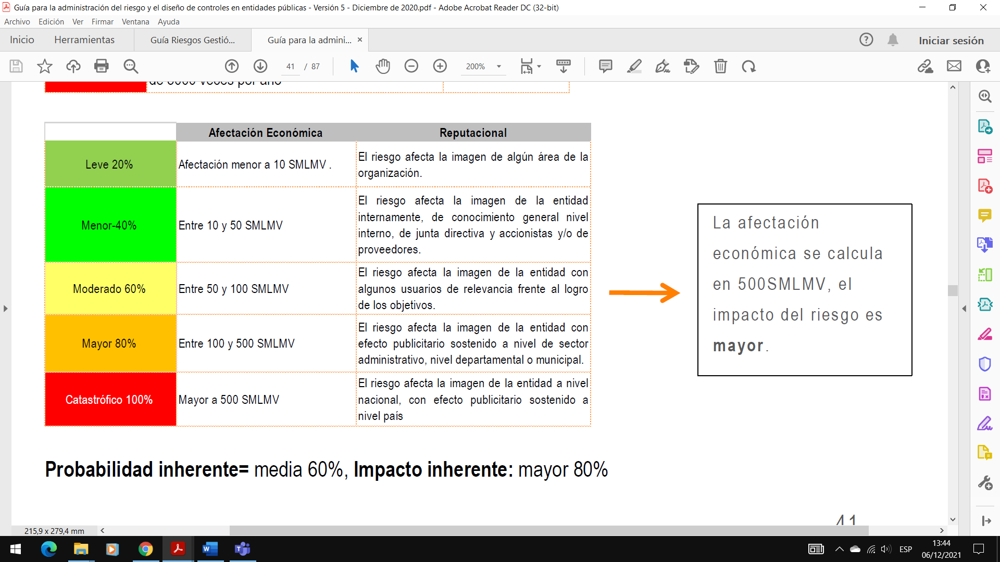 Guía para la administración del riesgo y el diseño de controles en entidades públicas - Versión 5 - Diciembre de 2020.pdf - Adobe Acrobat Reader DC (32-bit)
Archivo Edición Ver Firmar Ventana Ayuda
Inicio Herramientas Guía Riesgos Gestió... Guía para la admini... Iniciar sesión
41 / 87 200%
de 5000 veces por año
Afectación Económica Reputacional
Leve 20%
Afectación menor a 10 SMLMV .
El riesgo afecta la imagen de algún área de la
organización.
Menor-40%
Entre 10 y 50 SMLMV
El riesgo afecta la imagen de la entidad
internamente, de conocimiento general nivel
interno, de junta directiva y accionistas y/o de
proveedores.
Moderado 60%
Entre 50 y 100 SMLMV
El riesgo afecta la imagen de la entidad con
algunos usuarios de relevancia frente al logro
de los objetivos.
Mayor 80%
Entre 100 y 500 SMLMV
El riesgo afecta la imagen de la entidad con
efecto publicitario sostenido a nivel de sector
administrativo, nivel departamental o municipal.
Catastrófico 100%
Mayor a 500 SMLMV
El riesgo afecta la imagen de la entidad a nivel
nacional, con efecto publicitario sostenido a
nivel país
La afectación
económica se calcula
en 500SMLMV, el
impacto del riesgo es
mayor.
Probabilidad inherente= media 60%, Impacto inherente: mayor 80%
41
215,9 x 279,4 mm
ESP
13:44
06/12/2021